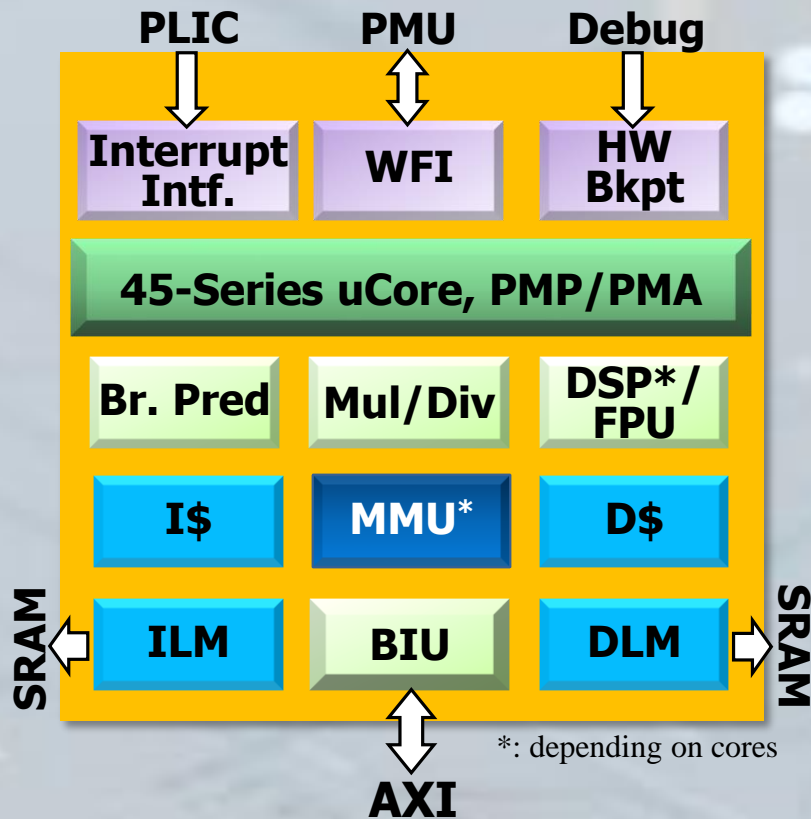 PLIC
PMU
Debug
Interrupt
Intf.
WFI
HW
Bkpt
45-Series uCore, PMP/PMA
Br. Pred
Mul/Div
DSP*/
FPU
I$
MMU*
D$
SRAM
ILM
BIU
DLM
SRAM
*: depending on cores
AXI